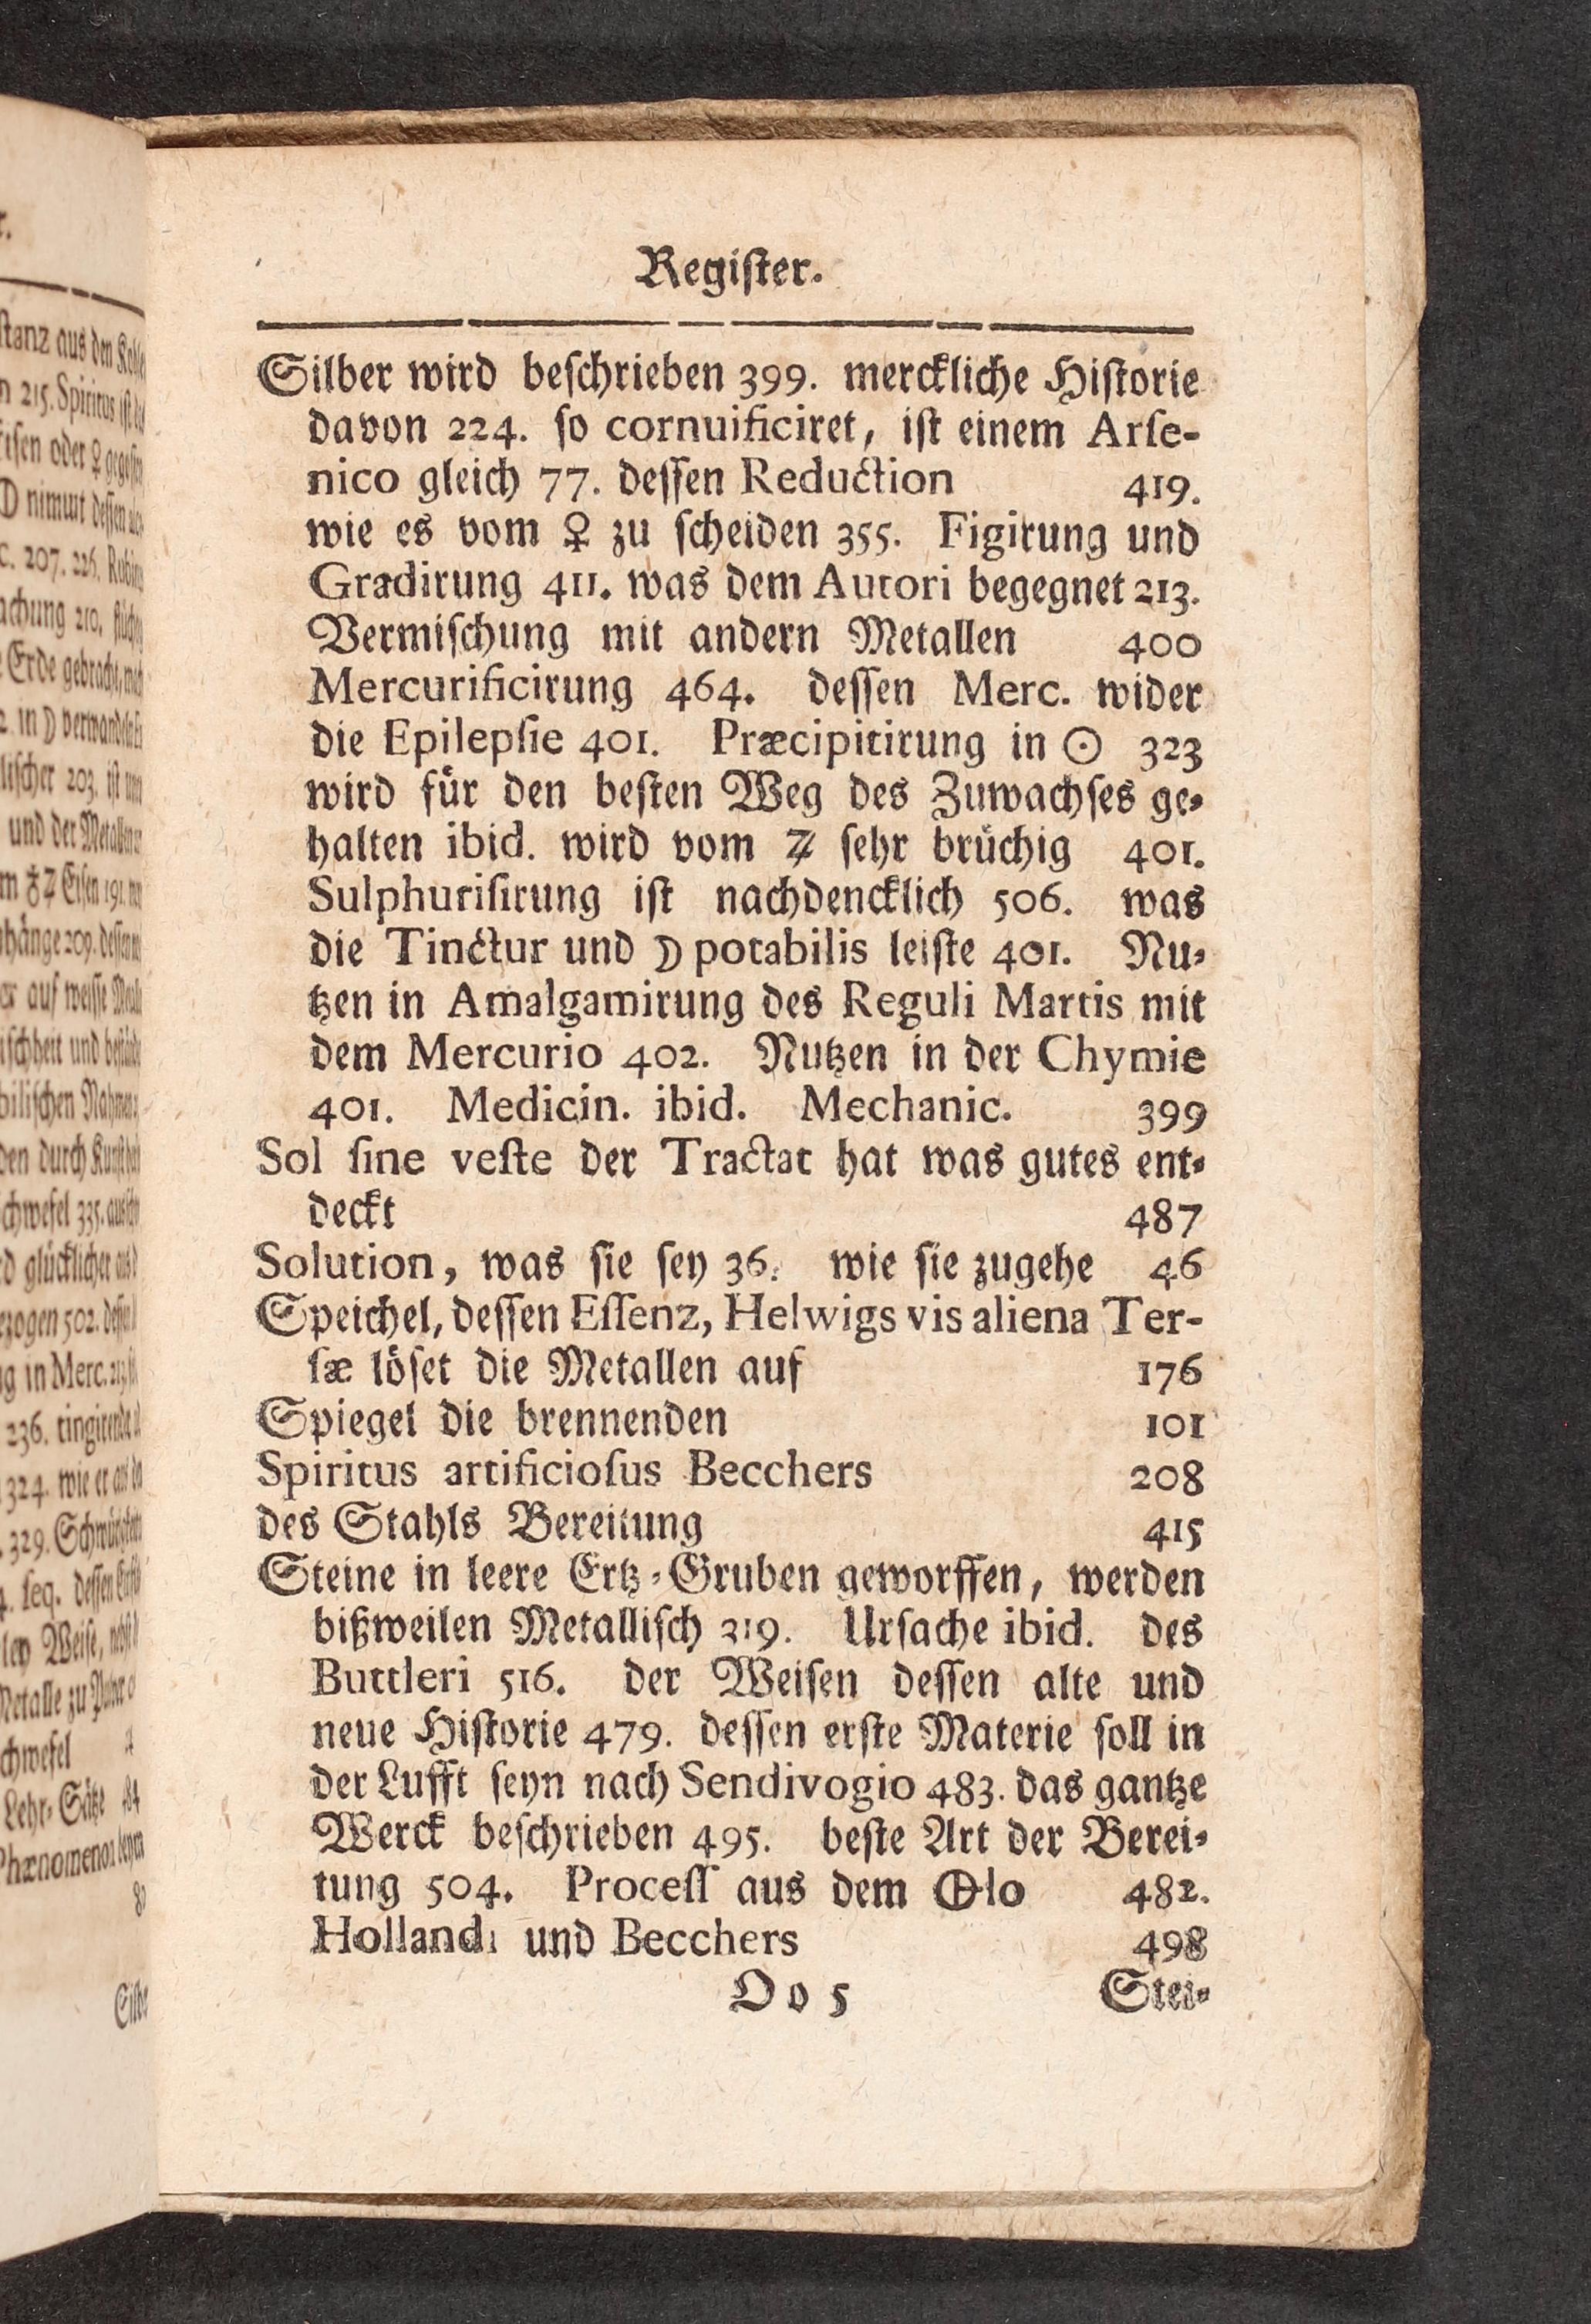 Register.
Silber wird beſchrieben 399. merckliche Hiſtorie
davon 224. ſo cornuificiret, iſt einem Arſe-
nico gleich 77. deſſen Reduction 419.
wie es vom ♀ zu ſcheiden 355. Figirung und
Gradirung 411. was dem Autori begegnet 213.
Vermiſchung mit andern Metallen 400
Mercurificirung 464. deſſen Merc. wider
die Epilepſie 401. Præcipitirung in ☉ 323
wird für den beſten Weg des Zuwachſes ge-
halten ibid. wird vom ♃ ſehr brüchig 401.
Sulphuriſirung iſt nachdencklich 506. was
die Tinctur und ☽ potabilis leiſte 401. Nu-
tzen in Amalgamirung des Reguli Martis mit
dem Mercurio 402. Nutzen in der Chymie
401. Medicin. ibid. Mechanic. 399
Sol ſine veſte der Tractat hat was gutes ent-
deckt 487
Solution, was ſie ſey 36. wie ſie zugehe 46
Speichel, deſſen Eſſenz, Helwigs vis aliena Ter-
ſæ löſet die Metallen auf 176
Spiegel die brennenden 101
Spiritus artificioſus Becchers 208
des Stahls Bereitung 415
Steine in leere Ertz-Gruben geworffen, werden
bißweilen Metalliſch 319. Urſache ibid. des
Buttleri 516. der Weiſen deſſen alte und
neue Hiſtorie 479. deſſen erſte Materie ſoll in
der Lufft ſeyn nach Sendivogio 483. das gantze
Werck beſchrieben 495. beſte Art der Berei-
tung 504. Proceſſ aus dem 🜨lo 482.
Hollandi und Becchers 498
Oo 5 Stei-